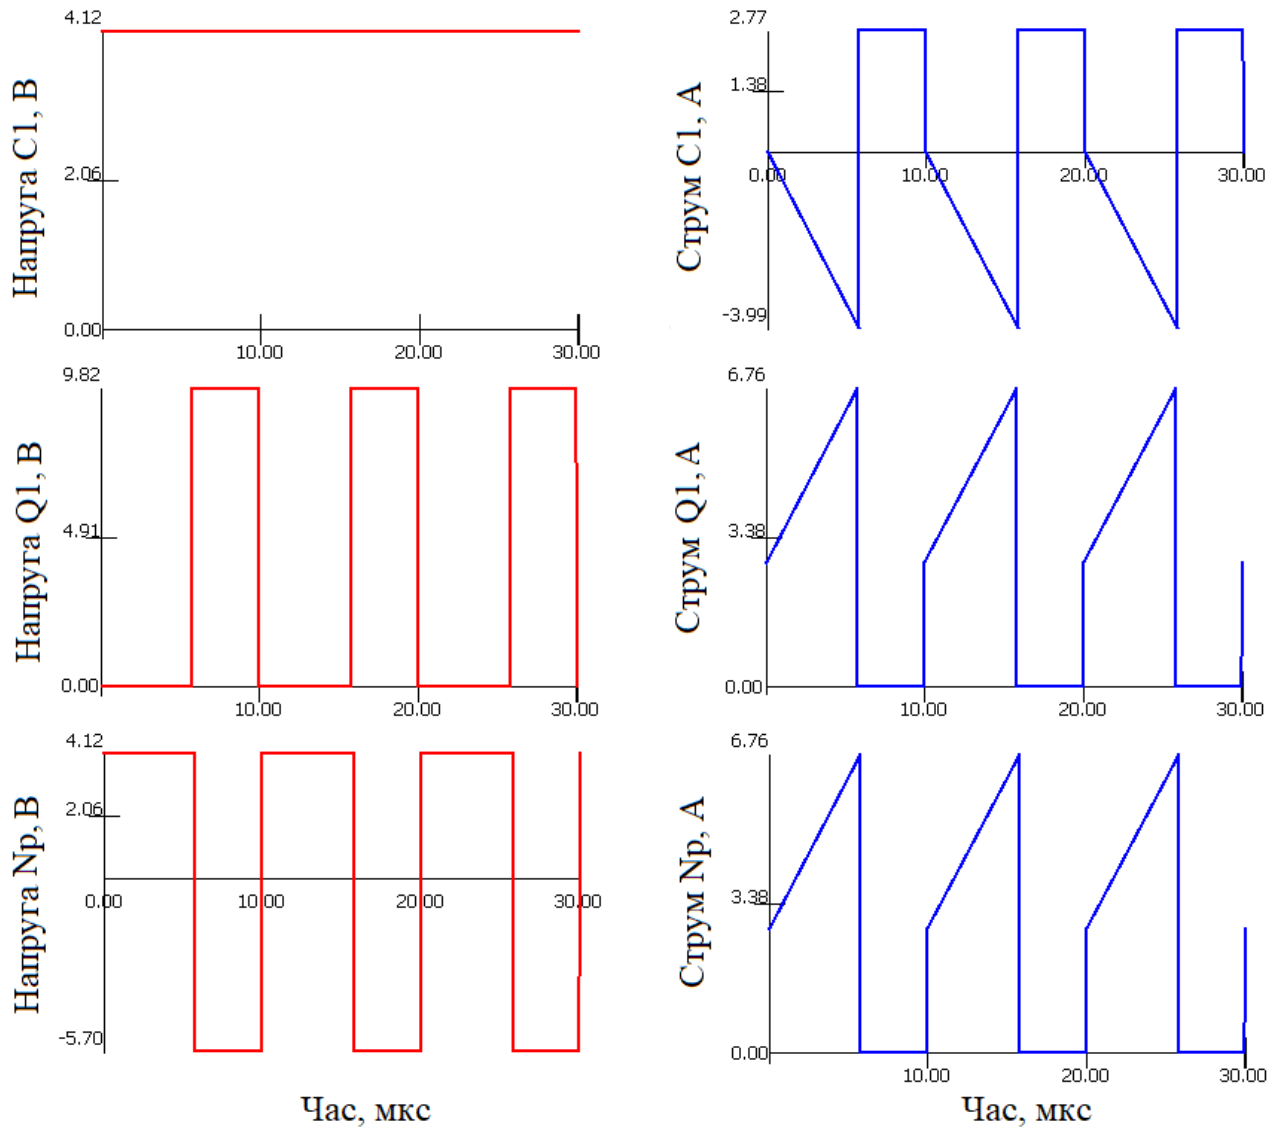 4.12
2.06
0.00
10.00 20.00 30.00
Напруга C1, В
2.77
1.38
0.00 10.00 20.00 30.00
-3.99
Струм C1, А
9.82
4.91
0.00
10.00 20.00 30.00
Напруга Q1, В
6.76
3.38
0.00
10.00 20.00 30.00
Струм Q1, А
4.12
2.06
0.00 10.00 20.00 30.00
-5.70
Напруга Np, В
Час, мкс
6.76
3.38
0.00
10.00 20.00 30.00
Струм Np, А
Час, мкс